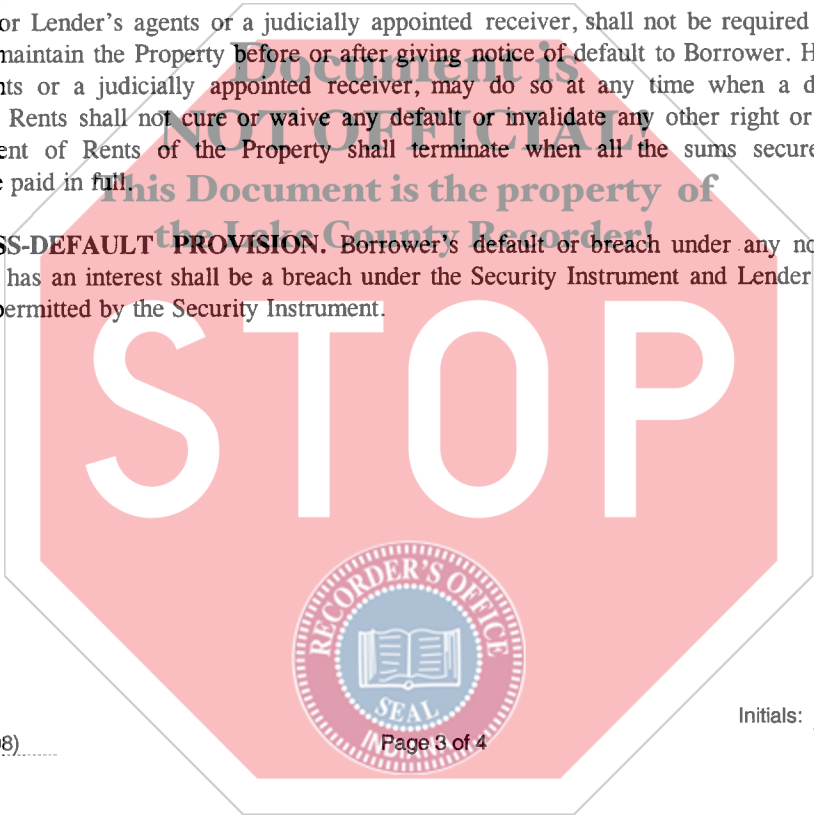 or Lender's agents or a judicially appointed receiver, shall not be required
maintain the Property before or after giving notice of default to Borrower. H
nts or a judicially appointed receiver, may do so at any time when a d
Rents shall not cure or waive any default or invalidate any other right or
ent of Rents of the Property shall terminate when all the sums secure
e paid in full.
SS-DEFAULT PROVISION. Borrower's default or breach under any no
has an interest shall be a breach under the Security Instrument and Lender
permitted by the Security Instrument.
Document is
NOT OFFICIAL!
This Document is the property of
the Lake County Recorder!
STOP
RECORDER'S OFFICE
SEAL
INDIANA
Initials:
08)
Page 3 of 4